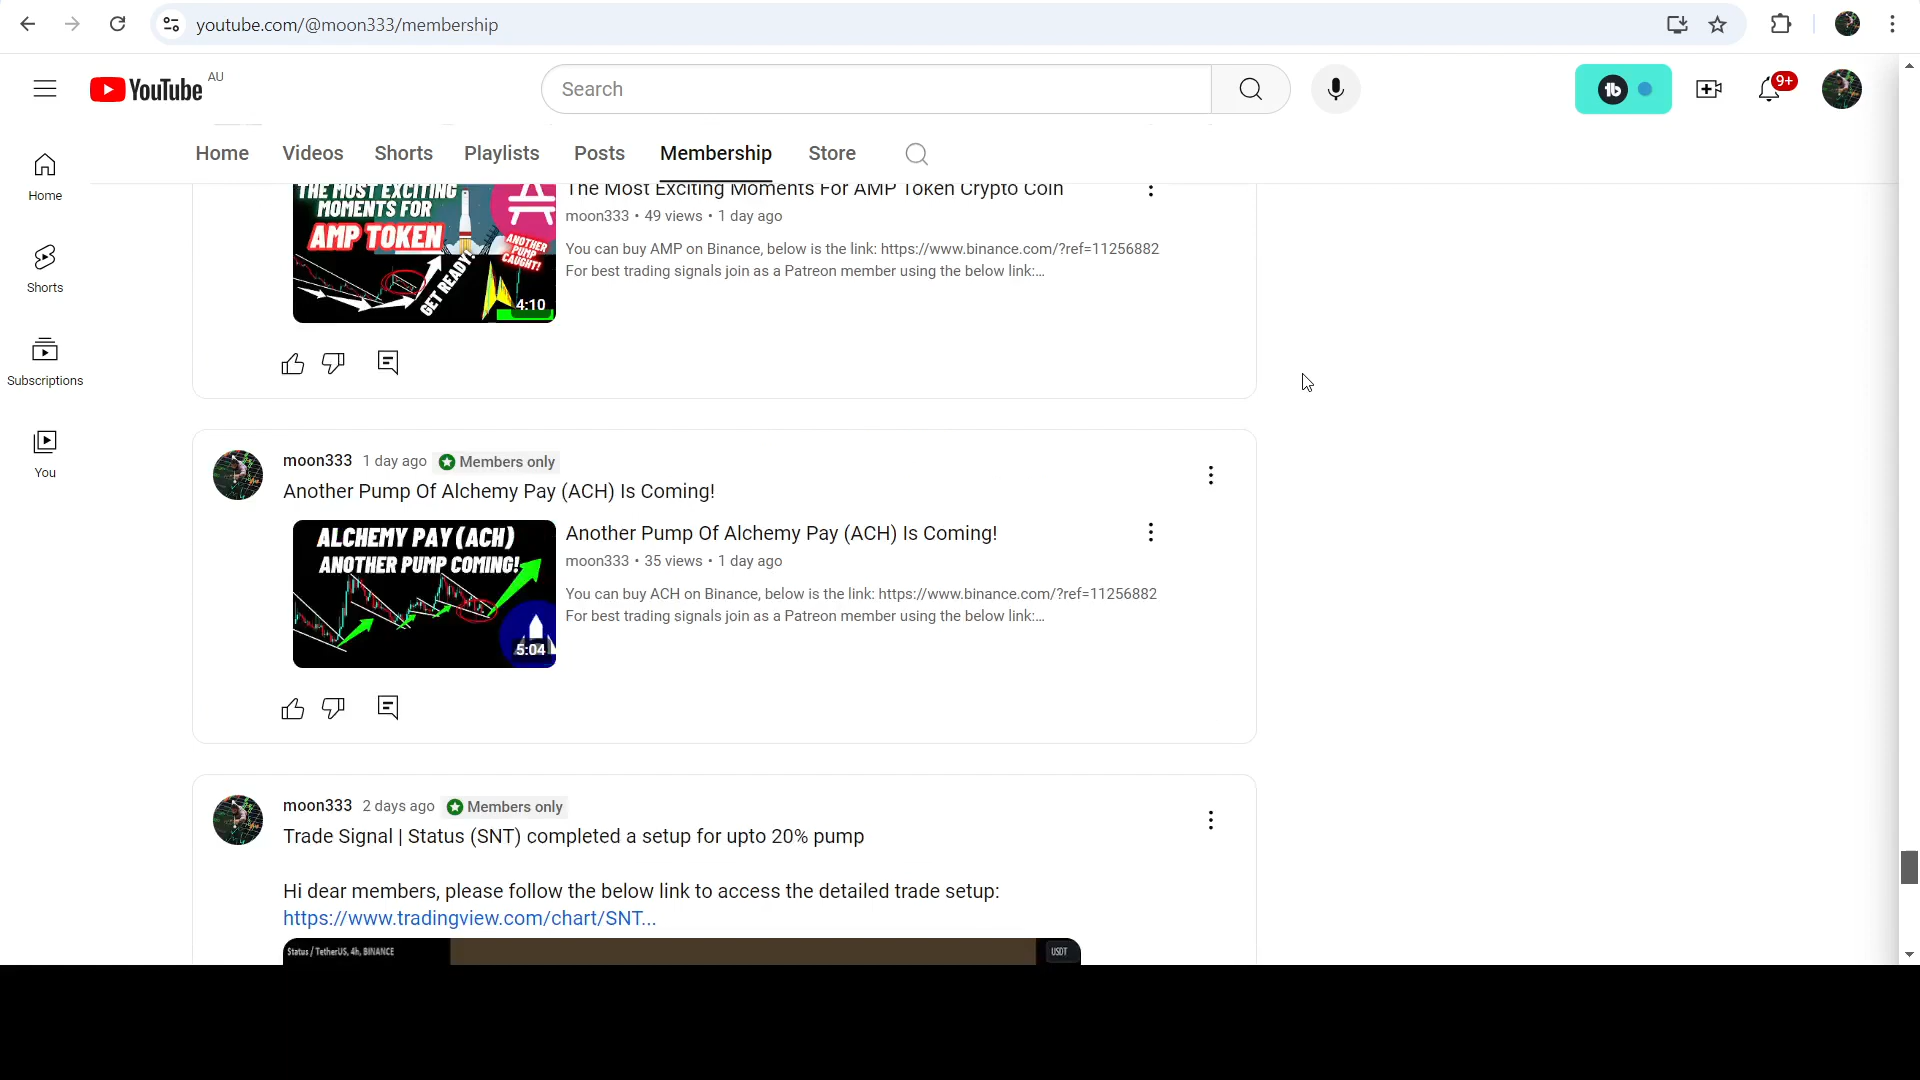 youtube.com/@moon333/membership
YouTube AU
Search
9+
Home
Videos
Shorts
Playlists
Posts
Membership
Store
Home
Shorts
Subscriptions
You
THE MOST EXCITING
MOMENTS FOR
AMP TOKEN
ANOTHER
PUMP
CAUGHT!
GET READY!
4:10
The Most Exciting Moments For AMP Token Crypto Coin
moon333 • 49 views • 1 day ago
You can buy AMP on Binance, below is the link: https://www.binance.com/?ref=11256882
For best trading signals join as a Patreon member using the below link:...
moon333 1 day ago Members only
Another Pump Of Alchemy Pay (ACH) Is Coming!
ALCHEMY PAY (ACH)
ANOTHER PUMP COMING!
5:04
Another Pump Of Alchemy Pay (ACH) Is Coming!
moon333 • 35 views • 1 day ago
You can buy ACH on Binance, below is the link: https://www.binance.com/?ref=11256882
For best trading signals join as a Patreon member using the below link:...
moon333 2 days ago Members only
Trade Signal | Status (SNT) completed a setup for upto 20% pump
Hi dear members, please follow the below link to access the detailed trade setup:
https://www.tradingview.com/chart/SNT...
Status / TetherUS, 4h, BINANCE
USDT